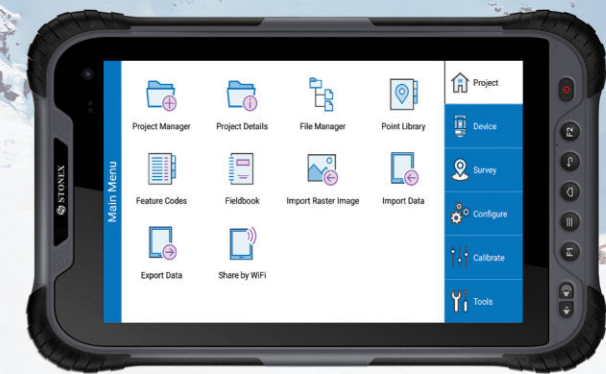 STONEX
Main Menu
Project Manager
Project Details
File Manager
Point Library
Feature Codes
Fieldbook
Import Raster Image
Import Data
Export Data
Share by WiFi
Project
Device
Survey
Configure
Calibrate
Tools
F2
F1